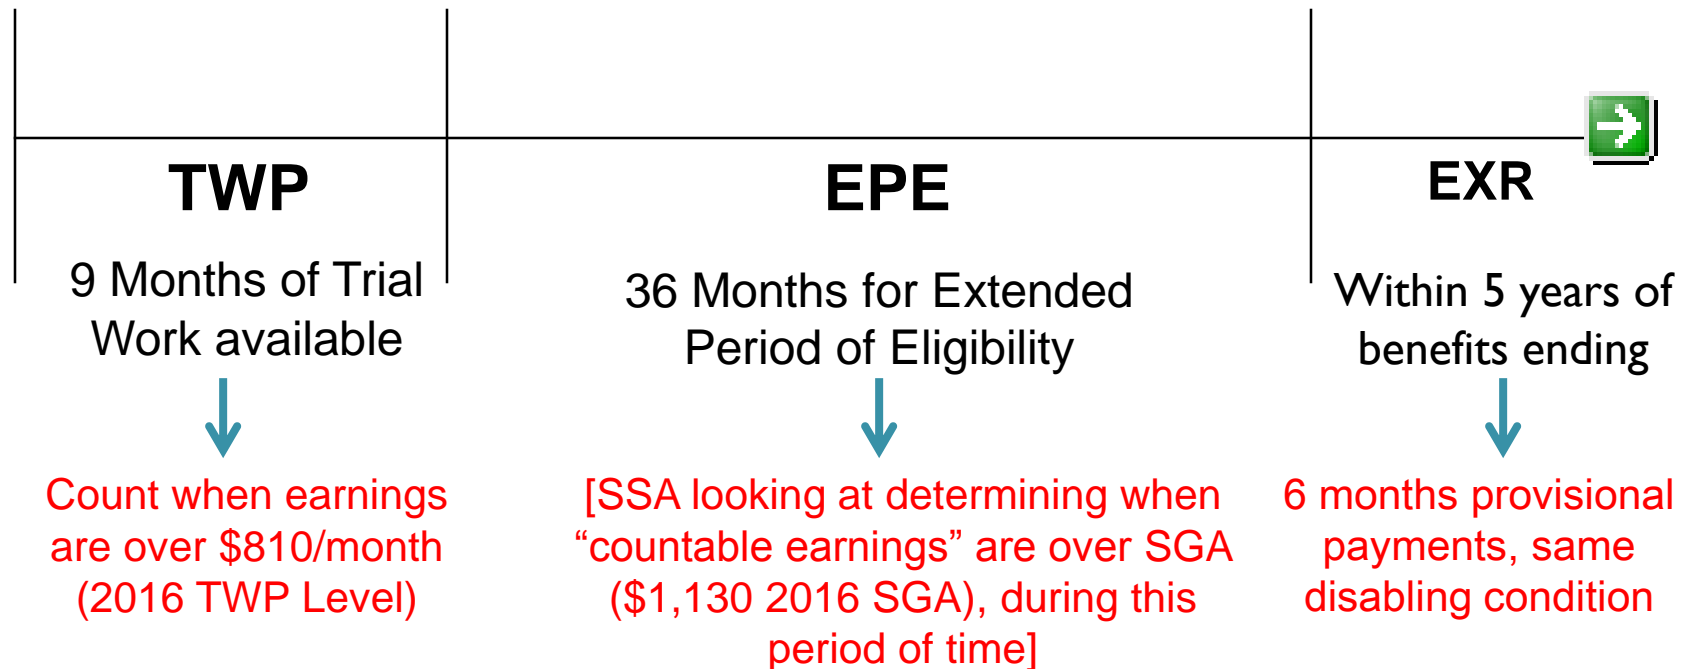 TWP
9 Months of Trial
Work available
Count when earnings
are over $810/month
(2016 TWP Level)
EPE
36 Months for Extended
Period of Eligibility
[SSA looking at determining when
“countable earnings” are over SGA
($1,130 2016 SGA), during this
period of time]
EXR
Within 5 years of
benefits ending
6 months provisional
payments, same
disabling condition